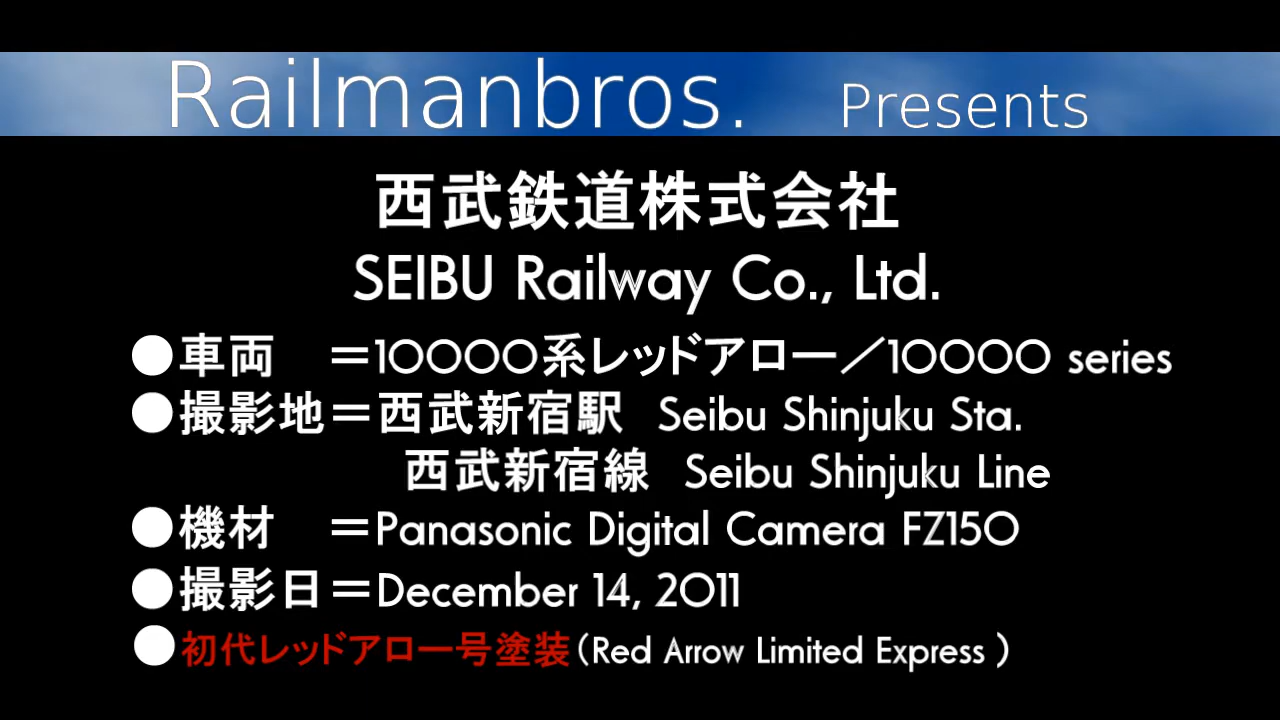 Railmanbros. Presents
西武鉄道株式会社
SEIBU Railway Co., Ltd.
●車両　＝10000系レッドアロー／10000 series
●撮影地＝西武新宿駅 Seibu Shinjuku Sta.
西武新宿線 Seibu Shinjuku Line
●機材　＝Panasonic Digital Camera FZ150
●撮影日＝December 14, 2011
●初代レッドアロー号塗装（Red Arrow Limited Express ）